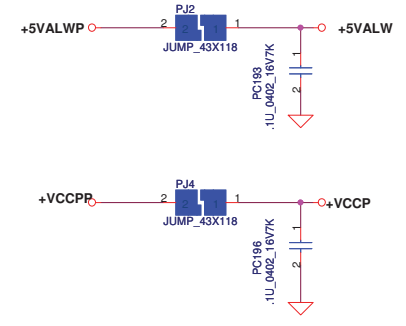 PJ2
+5VALWP 2 2 1 1 +5VALW
JUMP_43X118
1
PC193
.1U_0402_16V7K
2
PJ4
+VCCPP 2 2 1 1 +VCCP
JUMP_43X118
1
PC196
.1U_0402_16V7K
2